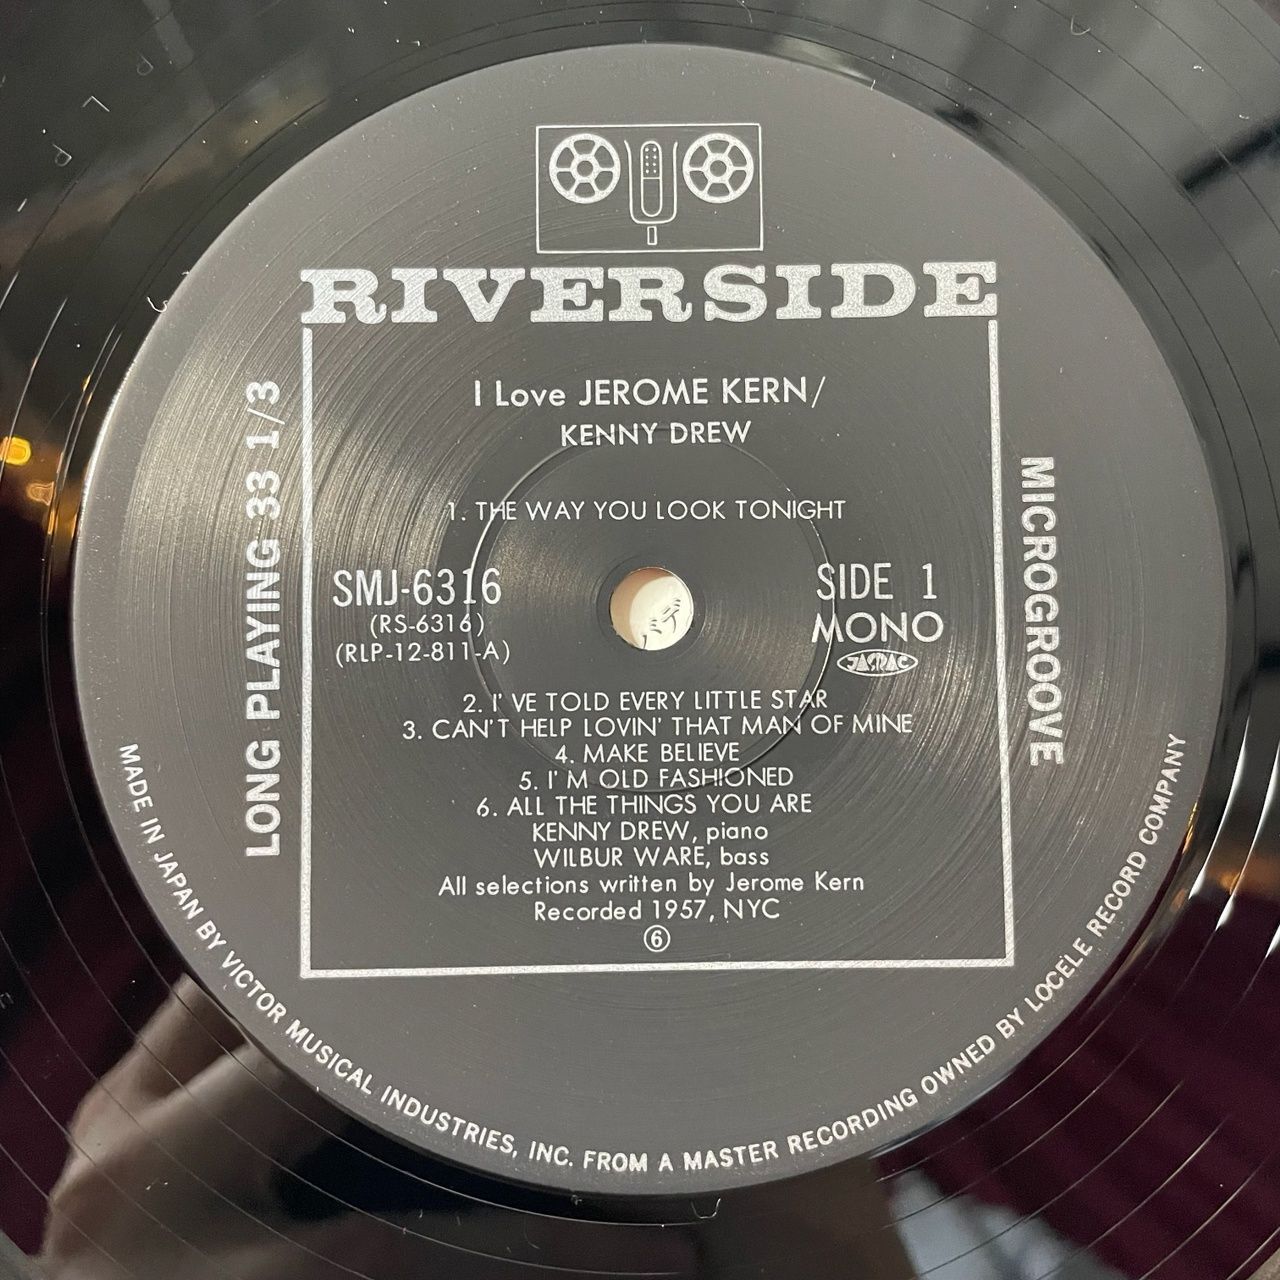 RIVERSIDE
I Love JEROME KERN/
KENNY DREW
1. THE WAY YOU LOOK TONIGHT
SMJ-6316
(RS-6316)
(RLP-12-811-A)
SIDE 1
MONO
JASRAC
2. I'VE TOLD EVERY LITTLE STAR
3. CAN'T HELP LOVIN' THAT MAN OF MINE
4. MAKE BELIEVE
5. I'M OLD FASHIONED
6. ALL THE THINGS YOU ARE
KENNY DREW, piano
WILBUR WARE, bass
All selections written by Jerome Kern
Recorded 1957, NYC
⑥
LONG PLAYING 33 1/3
MICROGROOVE
MADE IN JAPAN BY VICTOR MUSICAL INDUSTRIES, INC. FROM A MASTER RECORDING OWNED BY LOCELE RECORD COMPANY